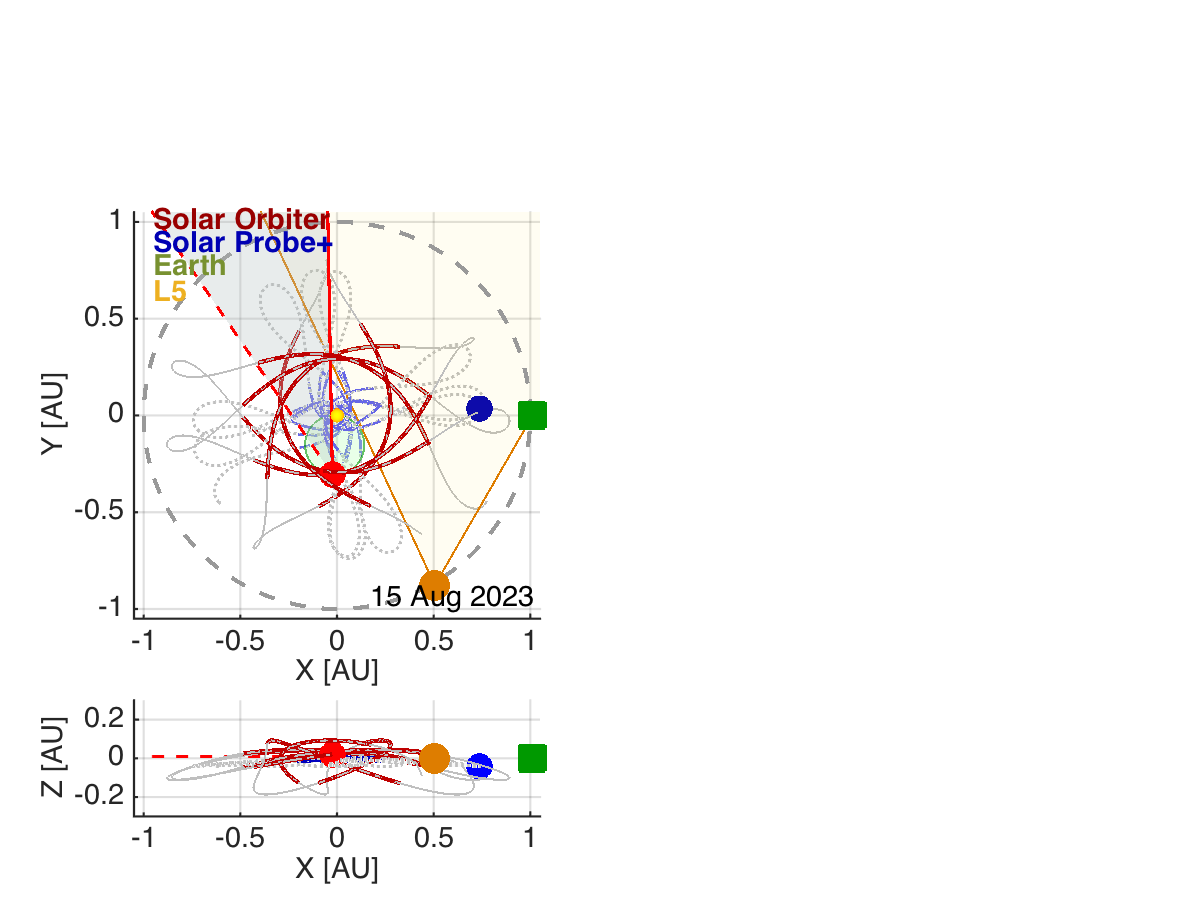 1
Solar Orbiter
Solar Probe+
Earth
L5
0.5
0
-0.5
-1
Y [AU]
15 Aug 2023
-1 -0.5 0 0.5 1
X [AU]
0.2
0
-0.2
Z [AU]
-1 -0.5 0 0.5 1
X [AU]